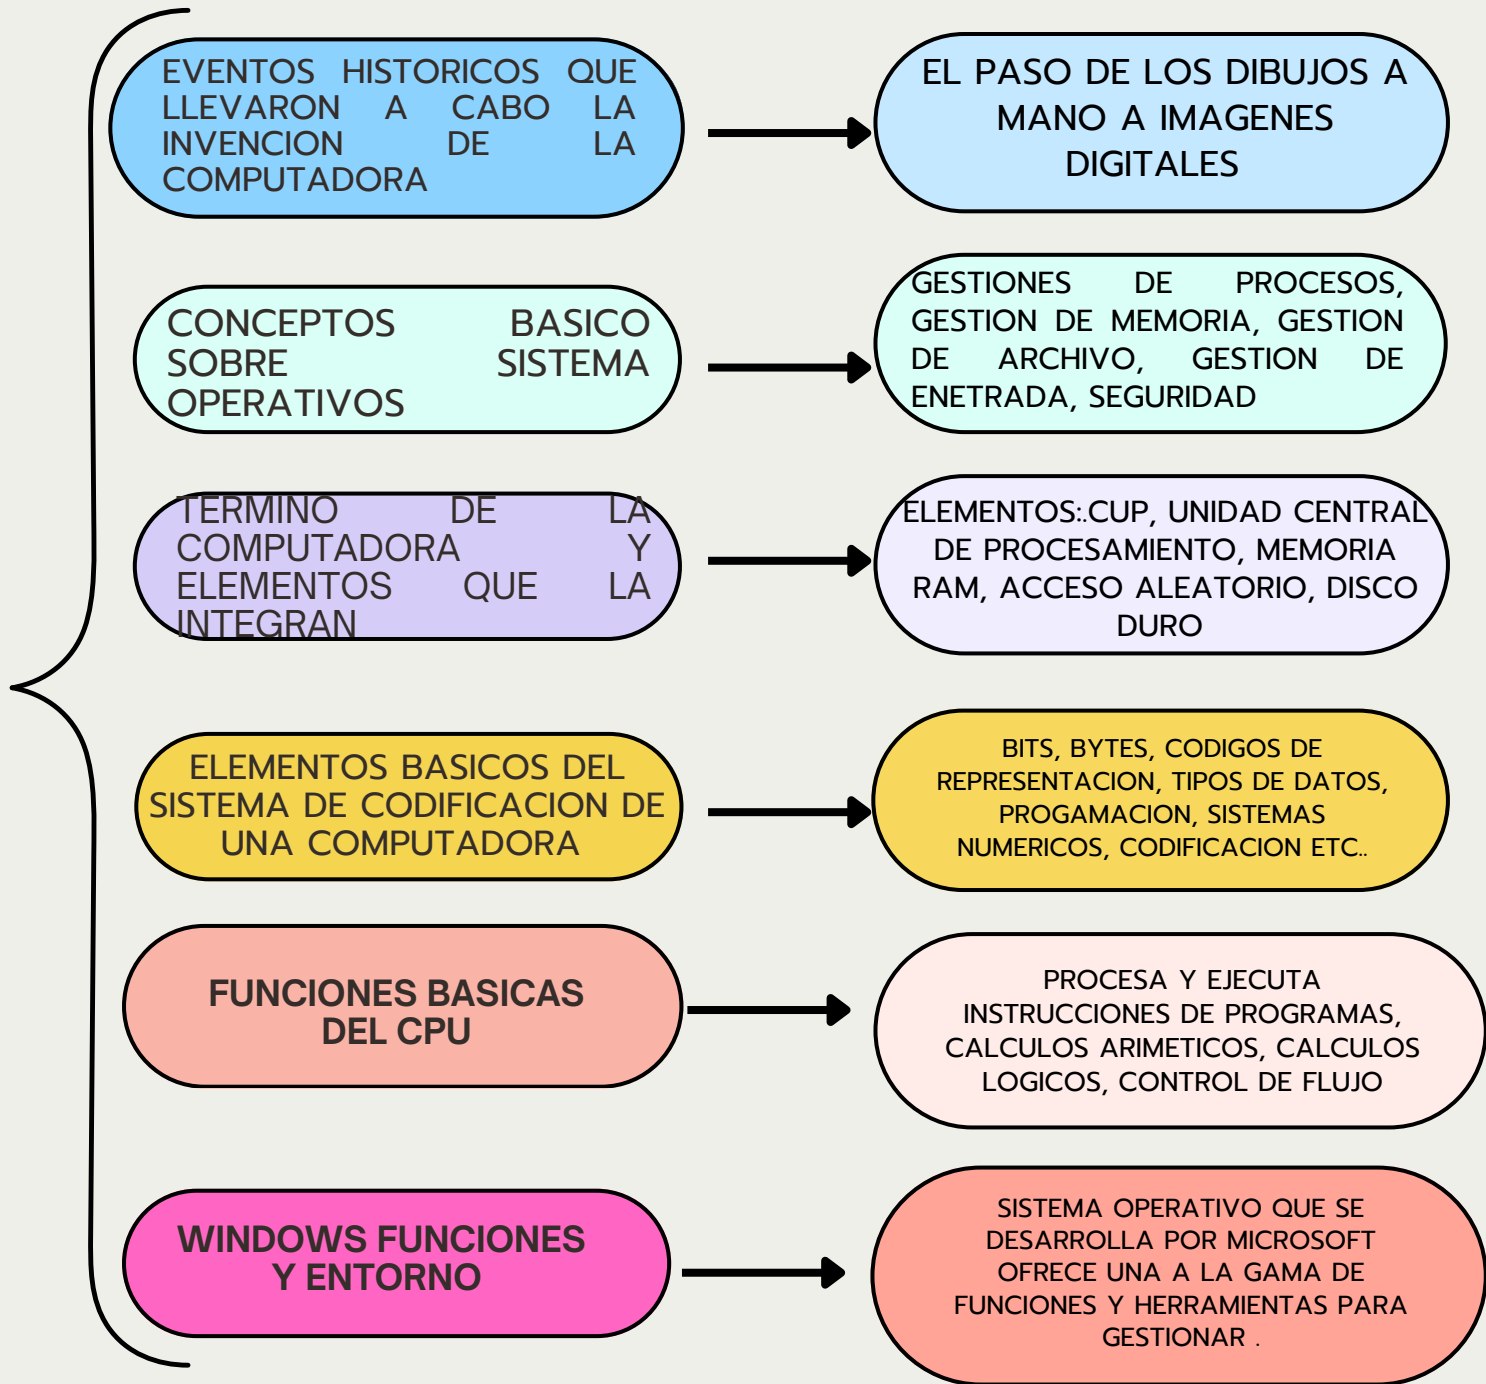 EVENTOS HISTORICOS QUE
LLEVARON A CABO LA
INVENCION DE LA
COMPUTADORA
EL PASO DE LOS DIBUJOS A
MANO A IMAGENES
DIGITALES
CONCEPTOS BASICO
SOBRE SISTEMA
OPERATIVOS
GESTIONES DE PROCESOS,
GESTION DE MEMORIA, GESTION
DE ARCHIVO, GESTION DE
ENETRADA, SEGURIDAD
TERMINO DE LA
COMPUTADORA Y
ELEMENTOS QUE LA
INTEGRAN
ELEMENTOS:.CUP, UNIDAD CENTRAL
DE PROCESAMIENTO, MEMORIA
RAM, ACCESO ALEATORIO, DISCO
DURO
ELEMENTOS BASICOS DEL
SISTEMA DE CODIFICACION DE
UNA COMPUTADORA
BITS, BYTES, CODIGOS DE
REPRESENTACION, TIPOS DE DATOS,
PROGAMACION, SISTEMAS
NUMERICOS, CODIFICACION ETC..
FUNCIONES BASICAS
DEL CPU
PROCESA Y EJECUTA
INSTRUCCIONES DE PROGRAMAS,
CALCULOS ARIMETICOS, CALCULOS
LOGICOS, CONTROL DE FLUJO
WINDOWS FUNCIONES
Y ENTORNO
SISTEMA OPERATIVO QUE SE
DESARROLLA POR MICROSOFT
OFRECE UNA A LA GAMA DE
FUNCIONES Y HERRAMIENTAS PARA
GESTIONAR .